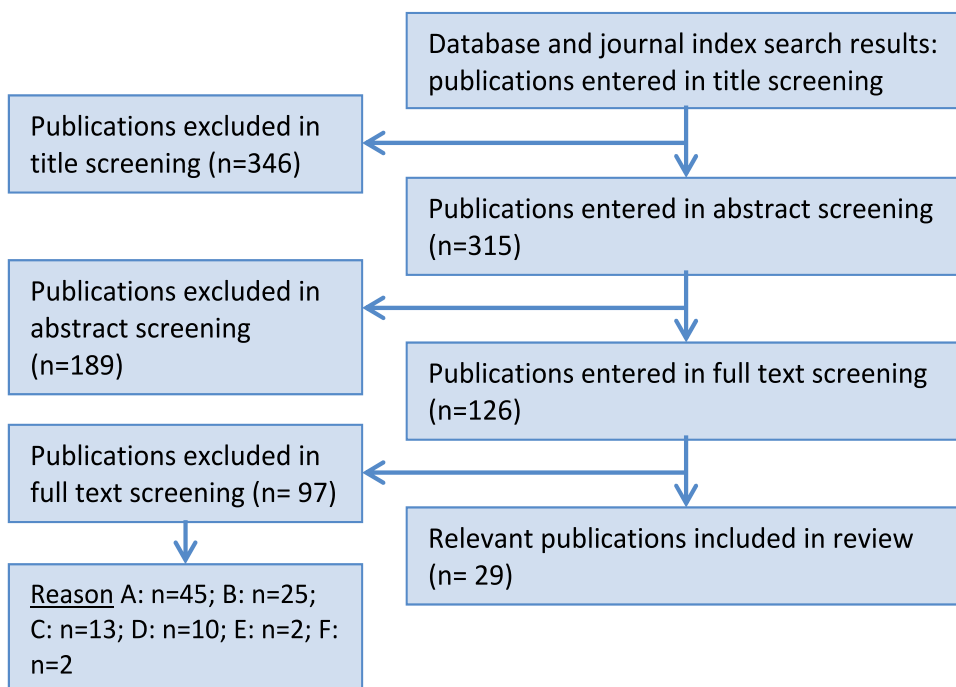 Database and journal index search results:
publications entered in title screening
Publications excluded in
title screening (n=346)
Publications entered in abstract screening
(n=315)
Publications excluded in
abstract screening
(n=189)
Publications entered in full text screening
(n=126)
Publications excluded in
full text screening (n= 97)
Relevant publications included in review
(n= 29)
Reason A: n=45; B: n=25;
C: n=13; D: n=10; E: n=2; F:
n=2